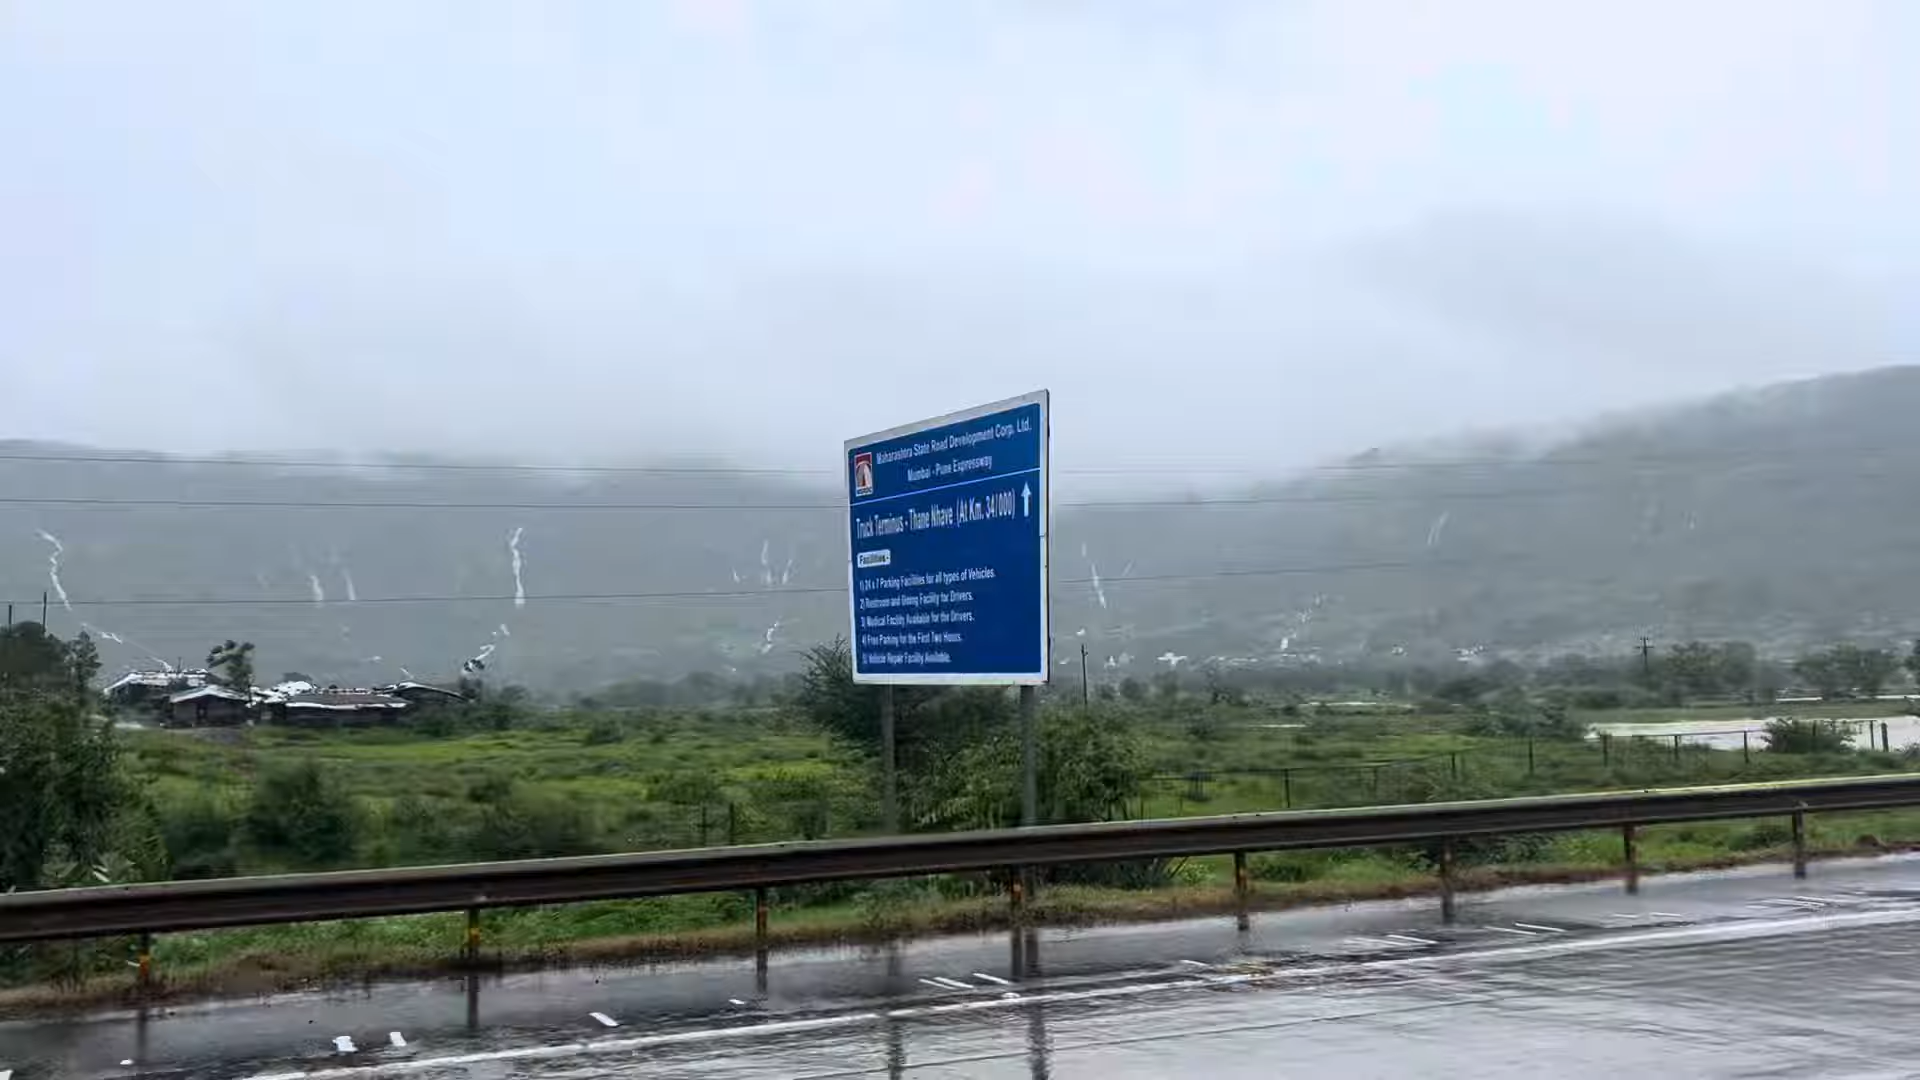 Maharashtra State Road Development Corp. Ltd.
Mumbai - Pune Expressway
Truck Terminus - Thane Nhave (At Km. 34/000)
Facilities -
1) 24 x 7 Parking Facilities for all types of Vehicles.
2) Restroom and Dining Facility for Drivers.
3) Medical Facility Available for the Drivers.
4) Free Parking for the First Two Hours.
5) Vehicle Repair Facility Available.